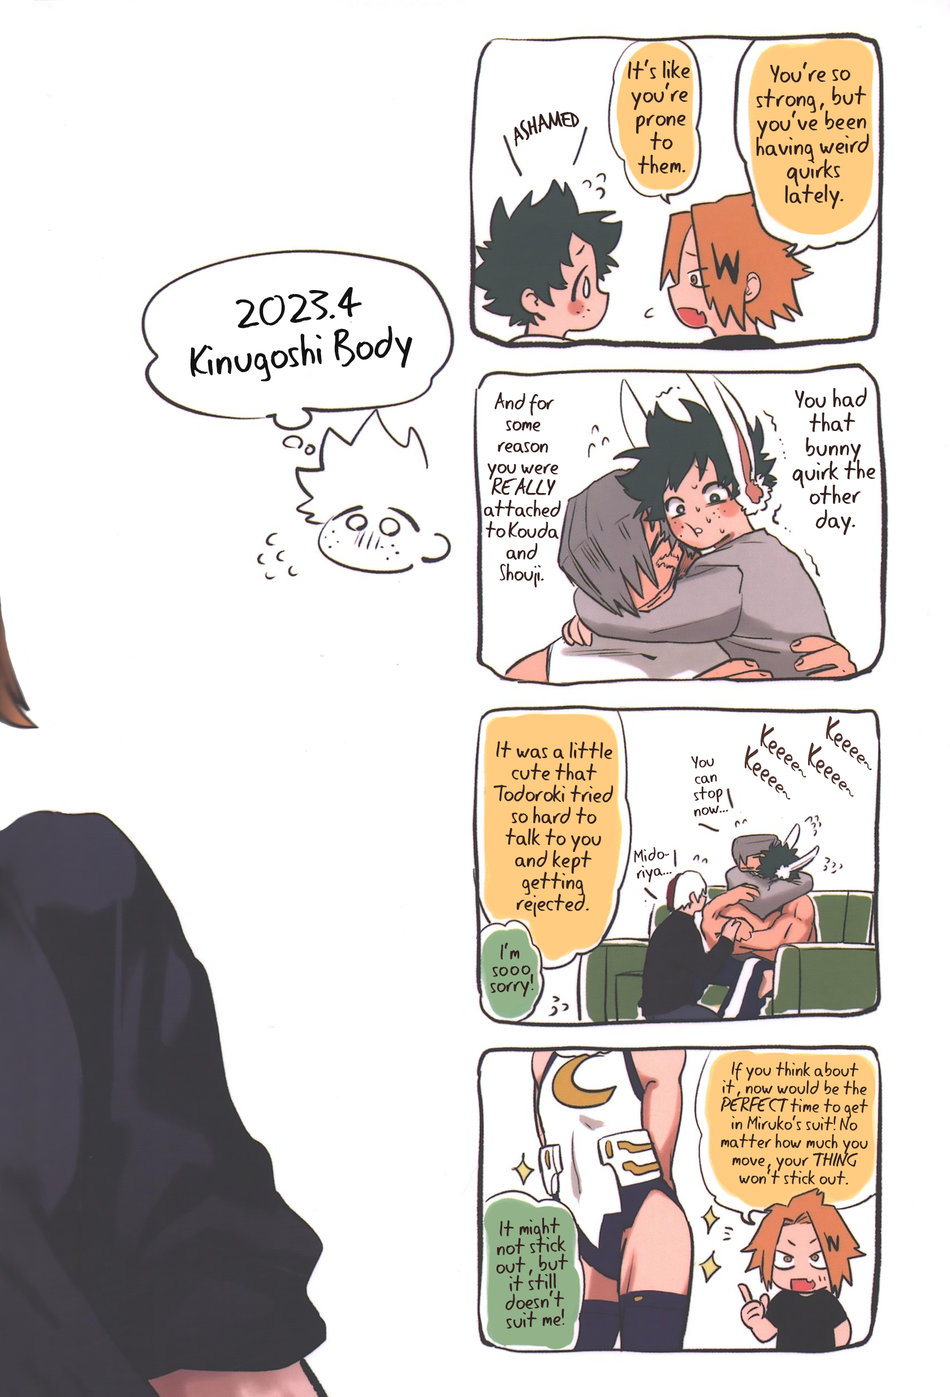 You're so
strong, but
you've been
having weird
quirks
lately.
It's like
you're
prone
to
them.
ASHAMED
You had
that
bunny
quirk the
other
day.
And for
some
reason
you were
REALLY
attached
to Kouda
and
Shouji.
Keeeen~
Keeeen~
Keeeen~
Keeeen~
You
can
stop
now...
Mido-
riya...
It was a little
cute that
Todoroki tried
so hard to
talk to you
and kept
getting
rejected.
I'm
sooo
sorry!
If you think about
it, now would be the
PERFECT time to get
in Miruko's suit! No
matter how much you
move, your THING
won't stick out.
It might
not stick
out, but
it still
doesn't
suit me!
2023.4
Kinugoshi Body